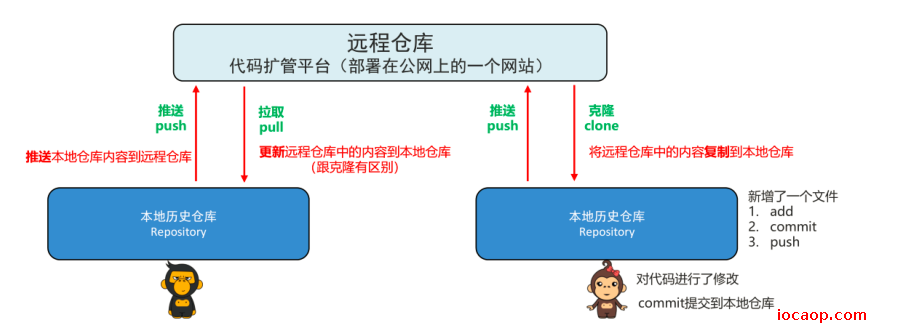 远程仓库
代码扩管平台（部署在公网上的一个网站）
推送
push
拉取
pull
推送
push
克隆
clone
推送本地仓库内容到远程仓库
更新远程仓库中的内容到本地仓库
（跟克隆有区别）
将远程仓库中的内容复制到本地仓库
本地历史仓库
Repository
本地历史仓库
Repository
新增了一个文件
1. add
2. commit
3. push
对代码进行了修改
commit提交到本地仓库
iocaop.com